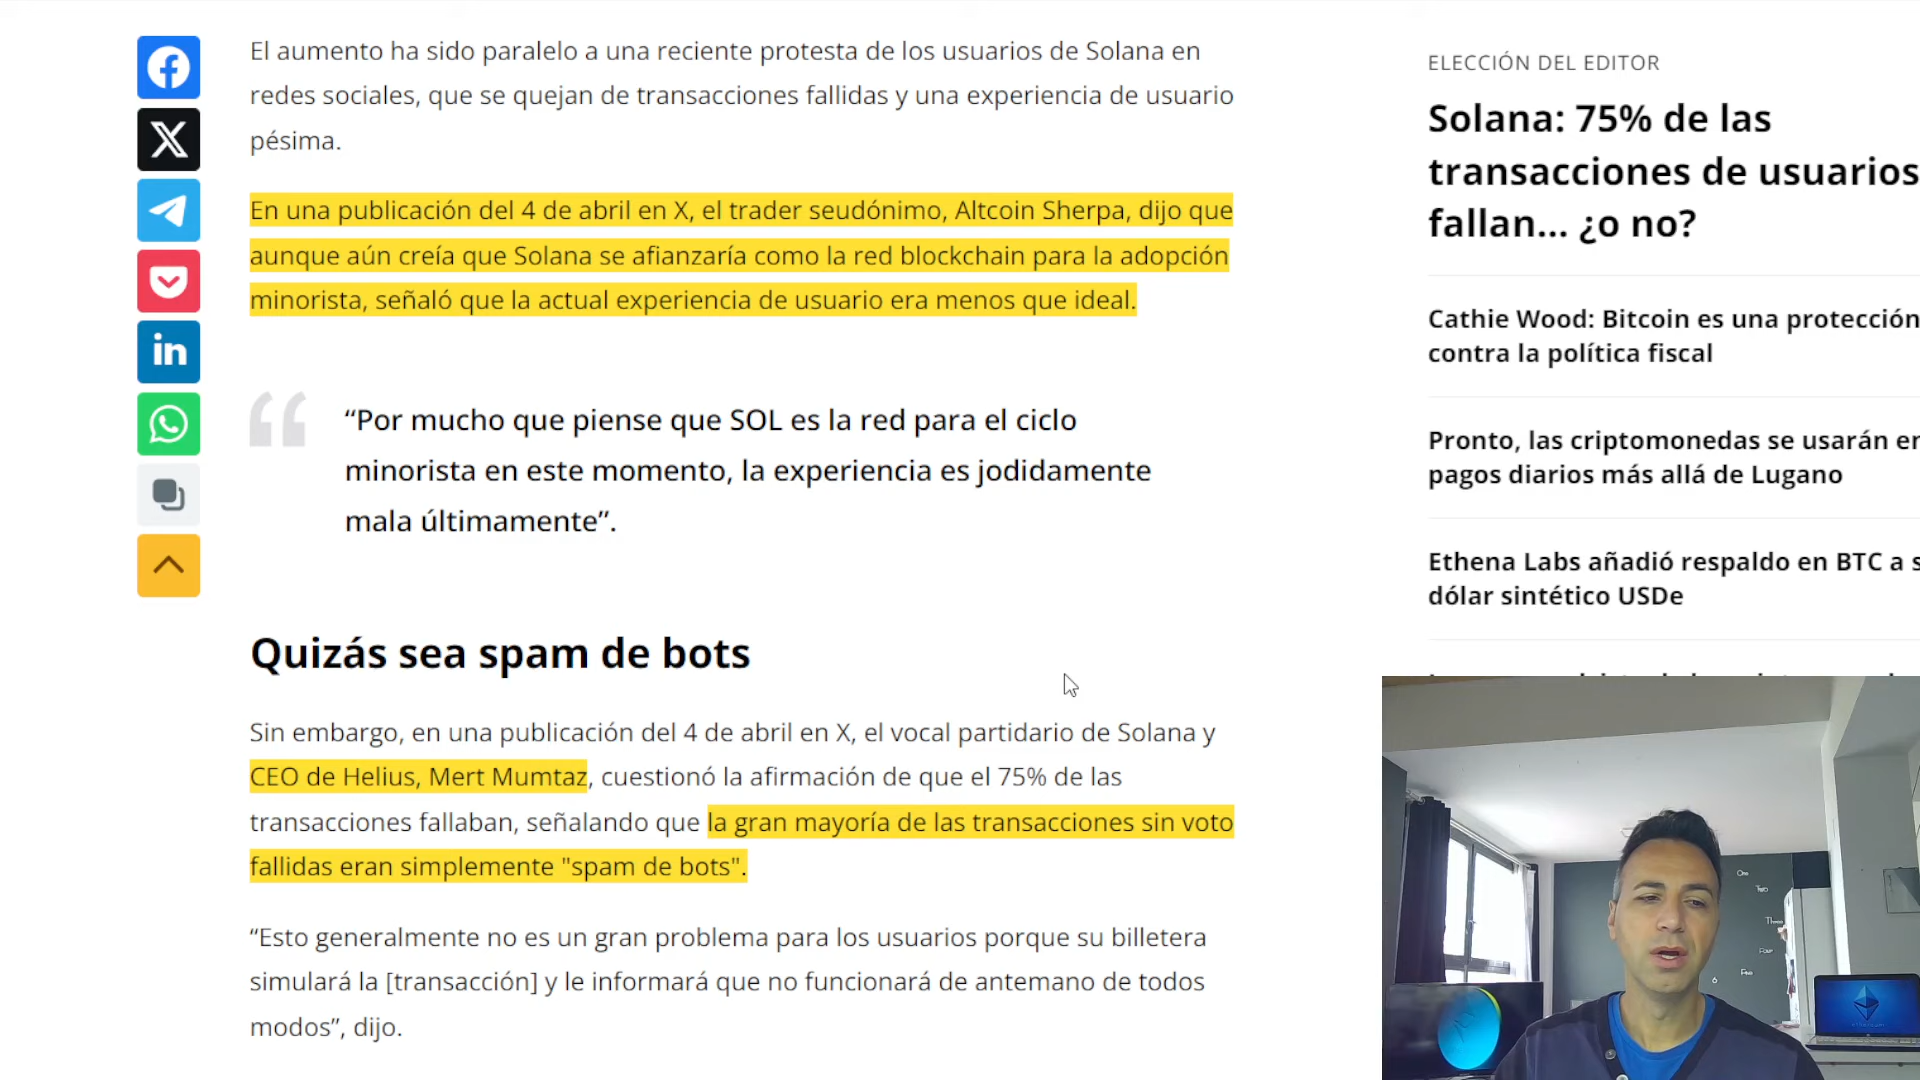 El aumento ha sido paralelo a una reciente protesta de los usuarios de Solana en
redes sociales, que se quejan de transacciones fallidas y una experiencia de usuario
pésima.
En una publicación del 4 de abril en X, el trader seudónimo, Altcoin Sherpa, dijo que
aunque aún creía que Solana se afianzaría como la red blockchain para la adopción
minorista, señaló que la actual experiencia de usuario era menos que ideal.
“Por mucho que piense que SOL es la red para el ciclo
minorista en este momento, la experiencia es jodidamente
mala últimamente”.
Quizás sea spam de bots
Sin embargo, en una publicación del 4 de abril en X, el vocal partidario de Solana y
CEO de Helius, Mert Mumtaz, cuestionó la afirmación de que el 75% de las
transacciones fallaban, señalando que la gran mayoría de las transacciones sin voto
fallidas eran simplemente "spam de bots".
“Esto generalmente no es un gran problema para los usuarios porque su billetera
simulará la [transacción] y le informará que no funcionará de antemano de todos
modos”, dijo.
ELECCIÓN DEL EDITOR
Solana: 75% de las
transacciones de usuarios
fallan... ¿o no?
Cathie Wood: Bitcoin es una protección
contra la política fiscal
Pronto, las criptomonedas se usarán en
pagos diarios más allá de Lugano
Ethena Labs añadió respaldo en BTC a s
dólar sintético USDe
One
Two
Three
Four
Five